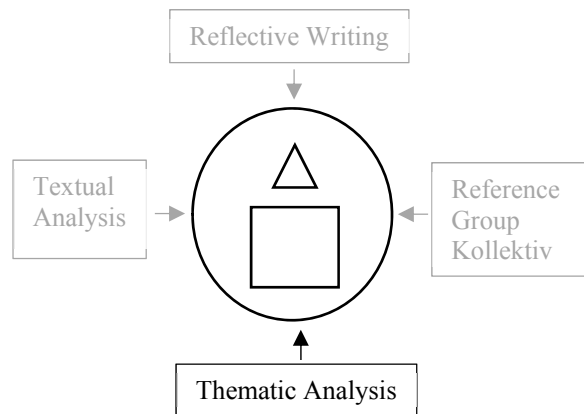 Reflective Writing
Textual
Analysis
Reference
Group
Kollektiv
Thematic Analysis